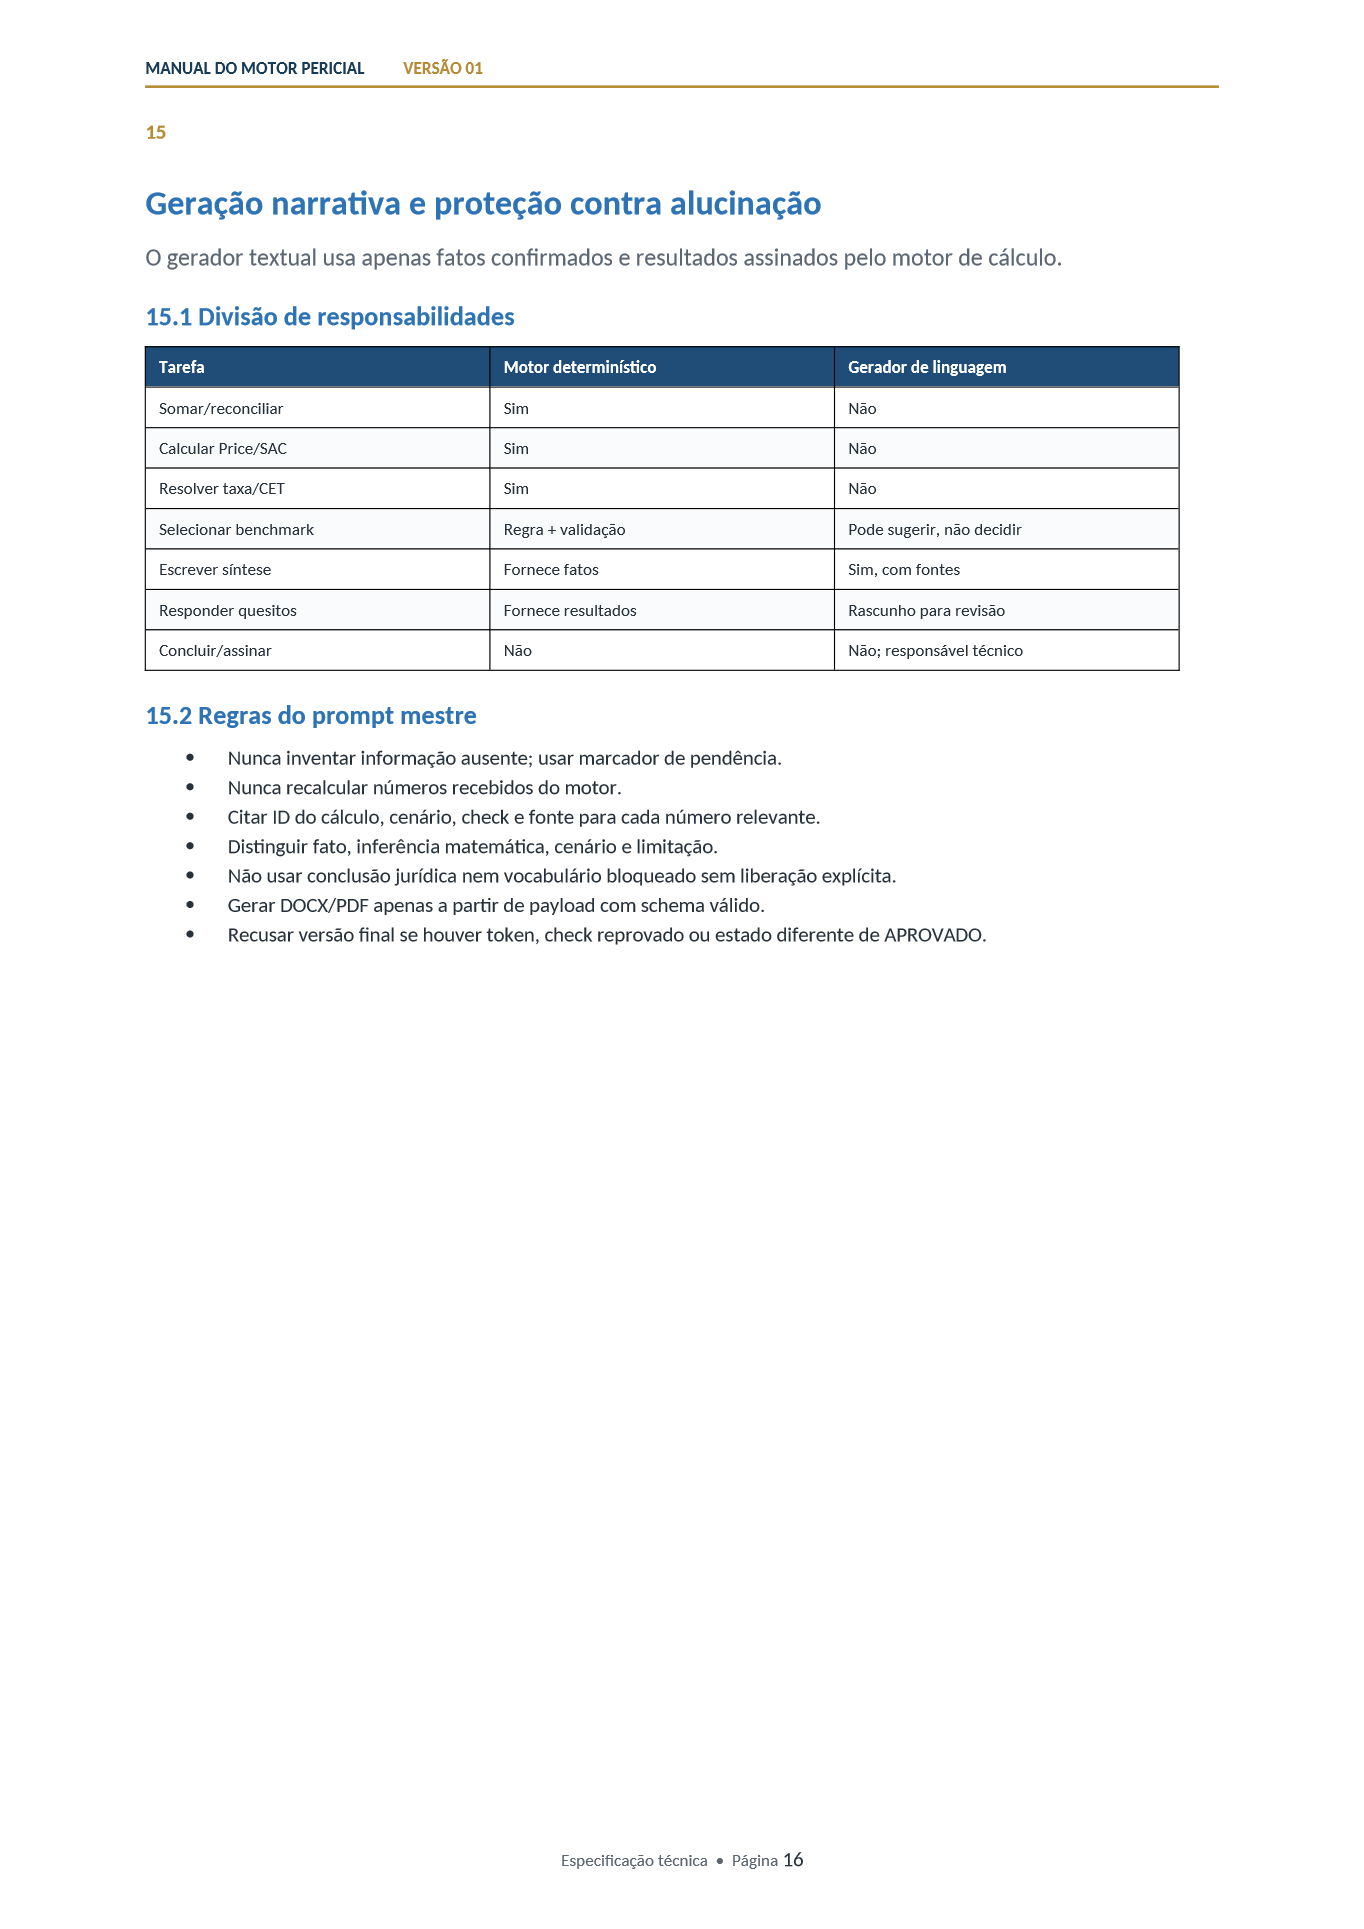 MANUAL DO MOTOR PERICIAL VERSÃO 01
15
Geração narrativa e proteção contra alucinação
O gerador textual usa apenas fatos confirmados e resultados assinados pelo motor de cálculo.
15.1 Divisão de responsabilidades
Tarefa Motor determinístico Gerador de linguagem
Somar/reconciliar Sim Não
Calcular Price/SAC Sim Não
Resolver taxa/CET Sim Não
Selecionar benchmark Regra + validação Pode sugerir, não decidir
Escrever síntese Fornece fatos Sim, com fontes
Responder quesitos Fornece resultados Rascunho para revisão
Concluir/assinar Não Não; responsável técnico
15.2 Regras do prompt mestre
• Nunca inventar informação ausente; usar marcador de pendência.
• Nunca recalcular números recebidos do motor.
• Citar ID do cálculo, cenário, check e fonte para cada número relevante.
• Distinguir fato, inferência matemática, cenário e limitação.
• Não usar conclusão jurídica nem vocabulário bloqueado sem liberação explícita.
• Gerar DOCX/PDF apenas a partir de payload com schema válido.
• Recusar versão final se houver token, check reprovado ou estado diferente de APROVADO.
Especificação técnica • Página 16